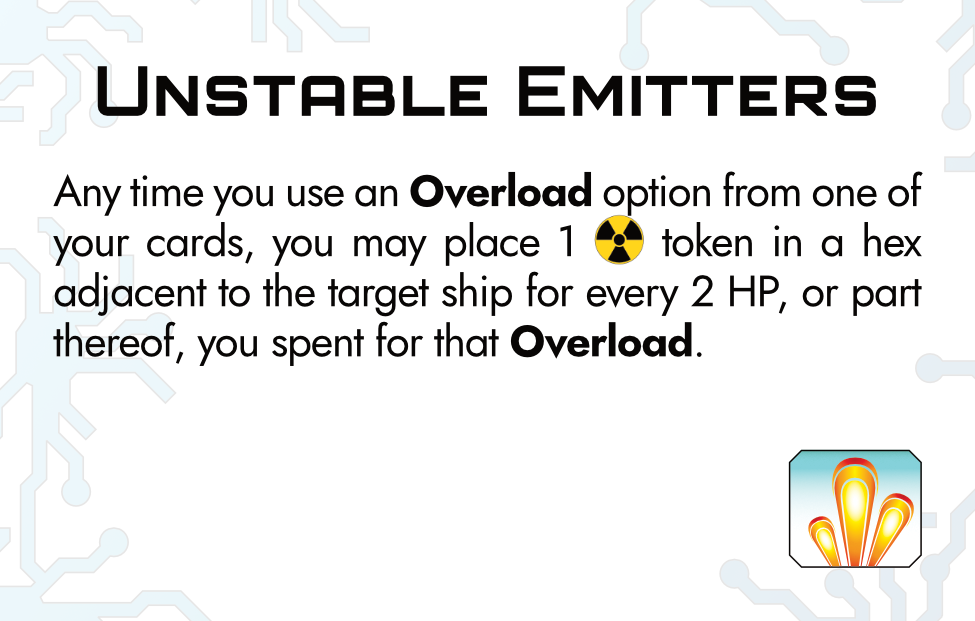 Unstable Emitters
Any time you use an Overload option from one of
your cards, you may place 1 ☢ token in a hex
adjacent to the target ship for every 2 HP, or part
thereof, you spent for that Overload.